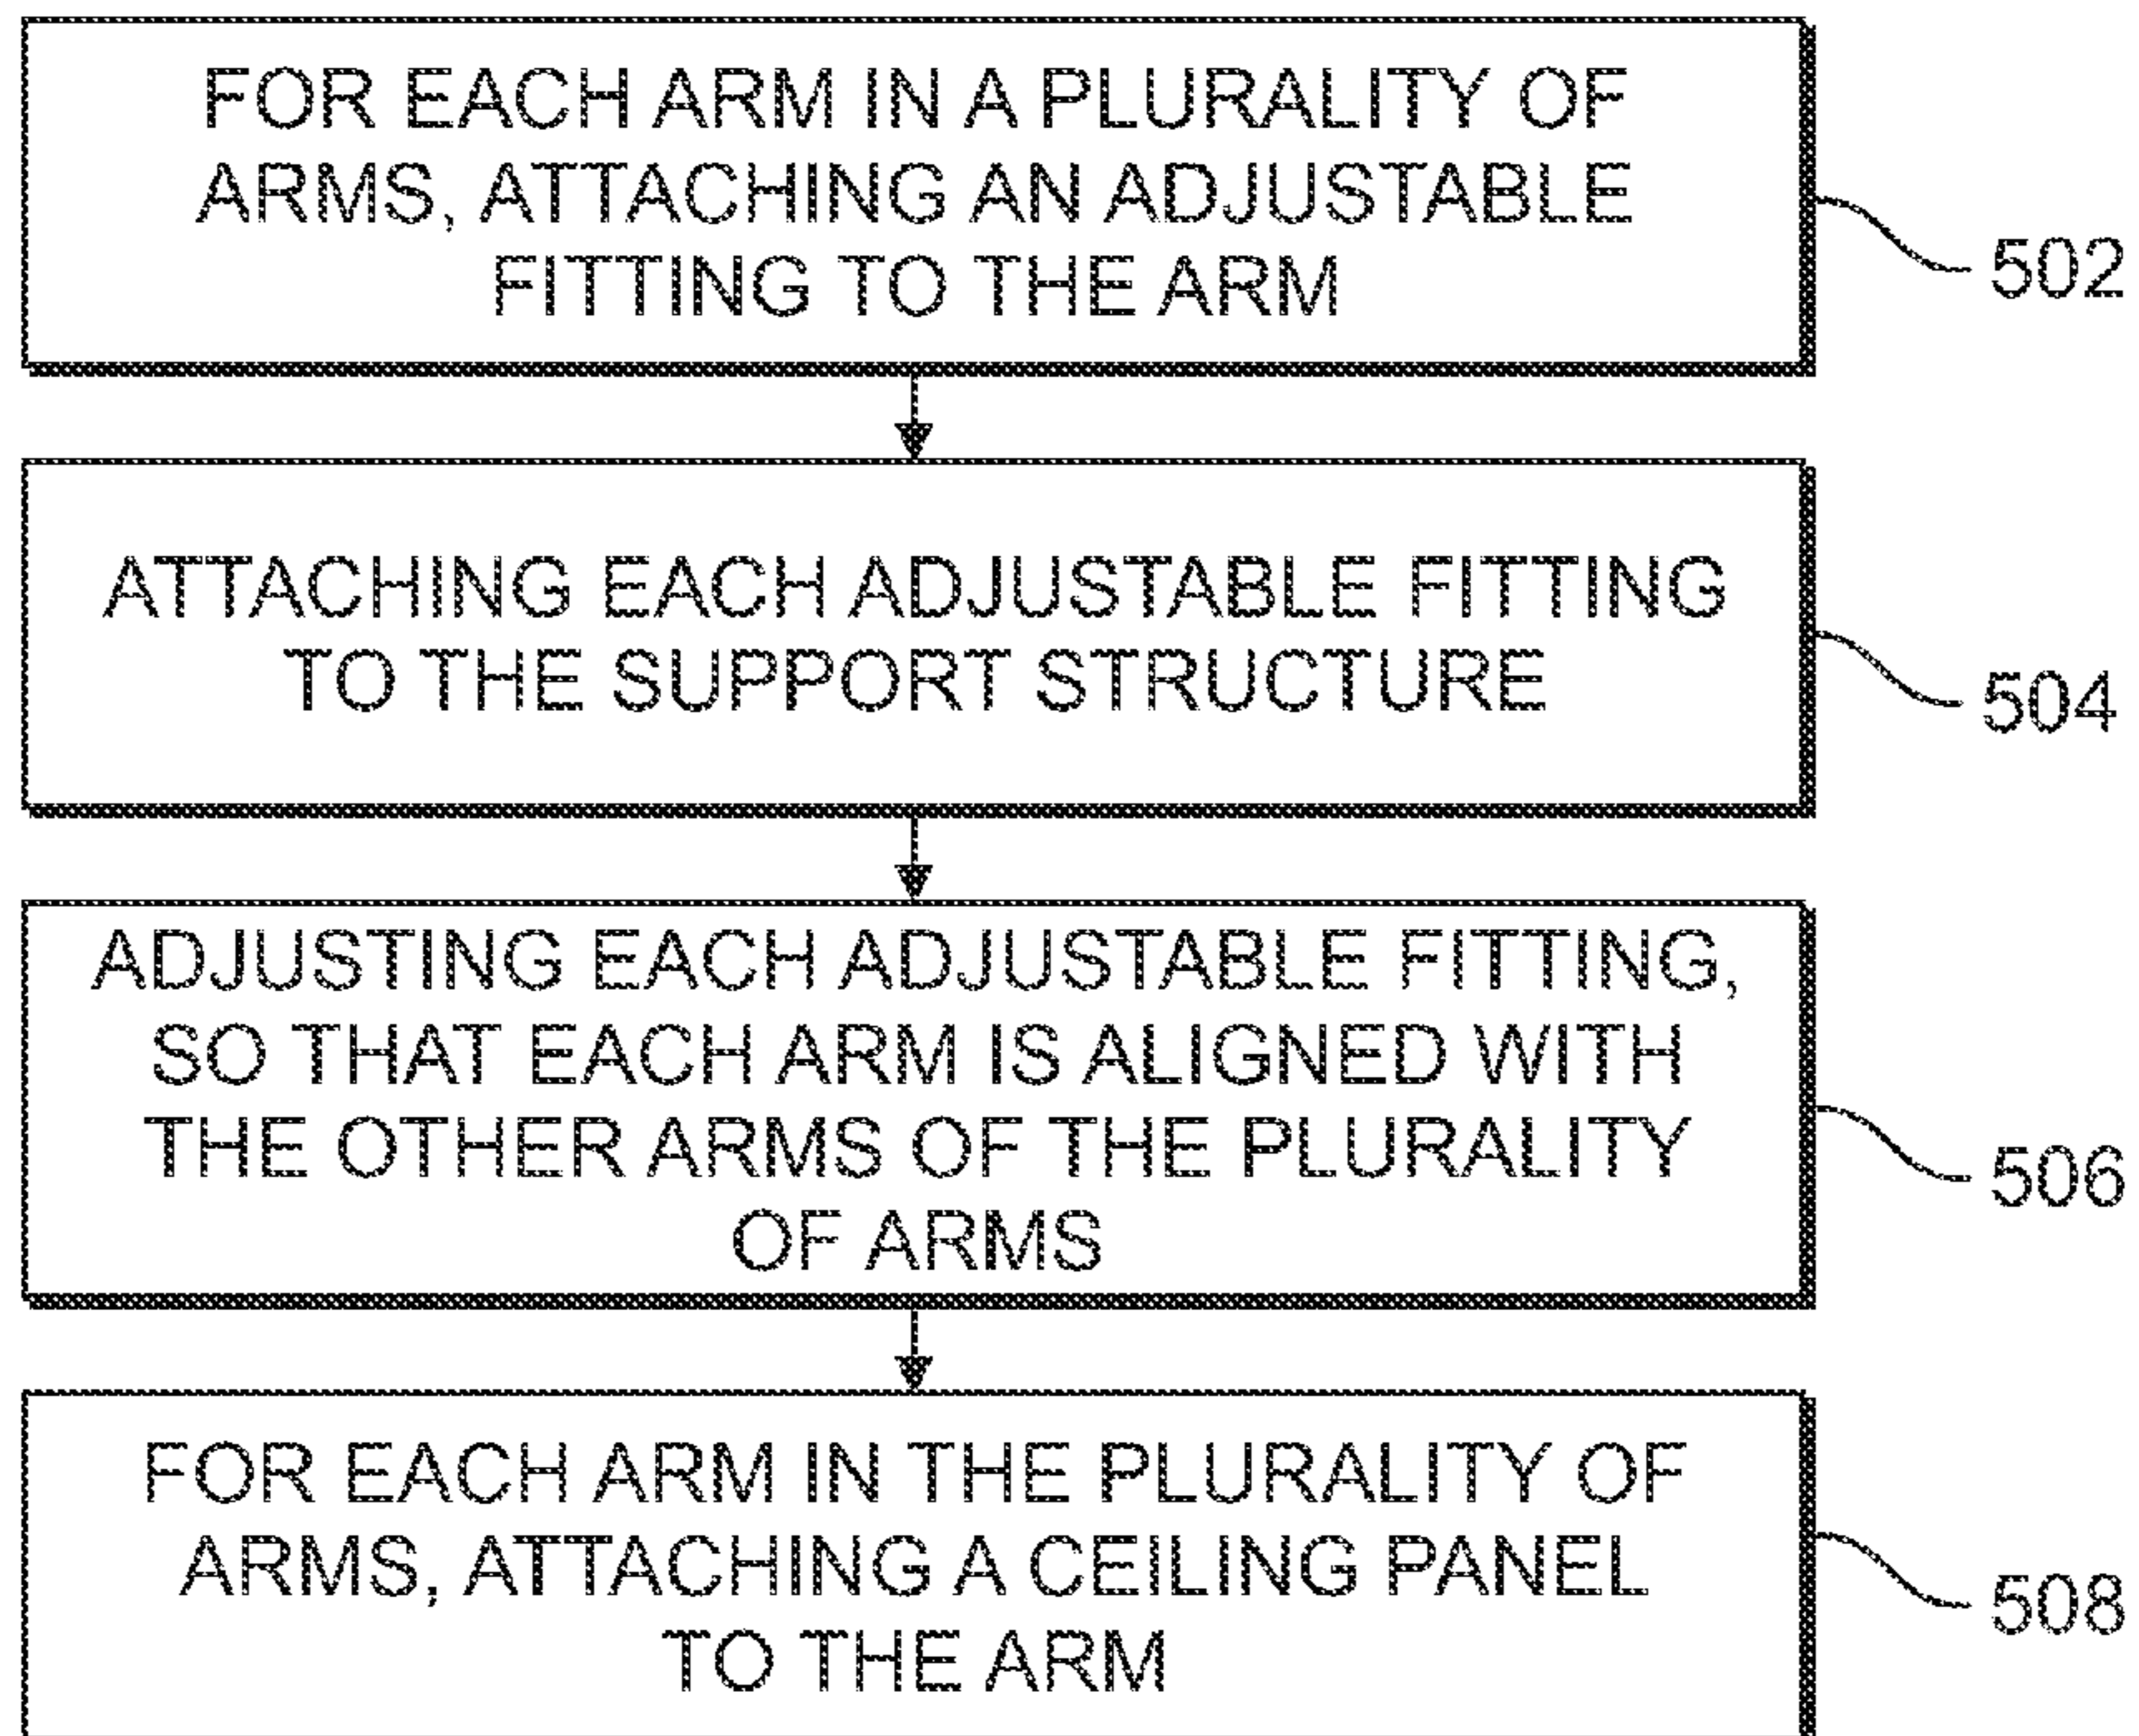 FOR EACH ARM IN A PLURALITY OF
ARMS, ATTACHING AN ADJUSTABLE
FITTING TO THE ARM
502
ATTACHING EACH ADJUSTABLE FITTING
TO THE SUPPORT STRUCTURE
504
ADJUSTING EACH ADJUSTABLE FITTING,
SO THAT EACH ARM IS ALIGNED WITH
THE OTHER ARMS OF THE PLURALITY
OF ARMS
506
FOR EACH ARM IN THE PLURALITY OF
ARMS, ATTACHING A CEILING PANEL
TO THE ARM
508